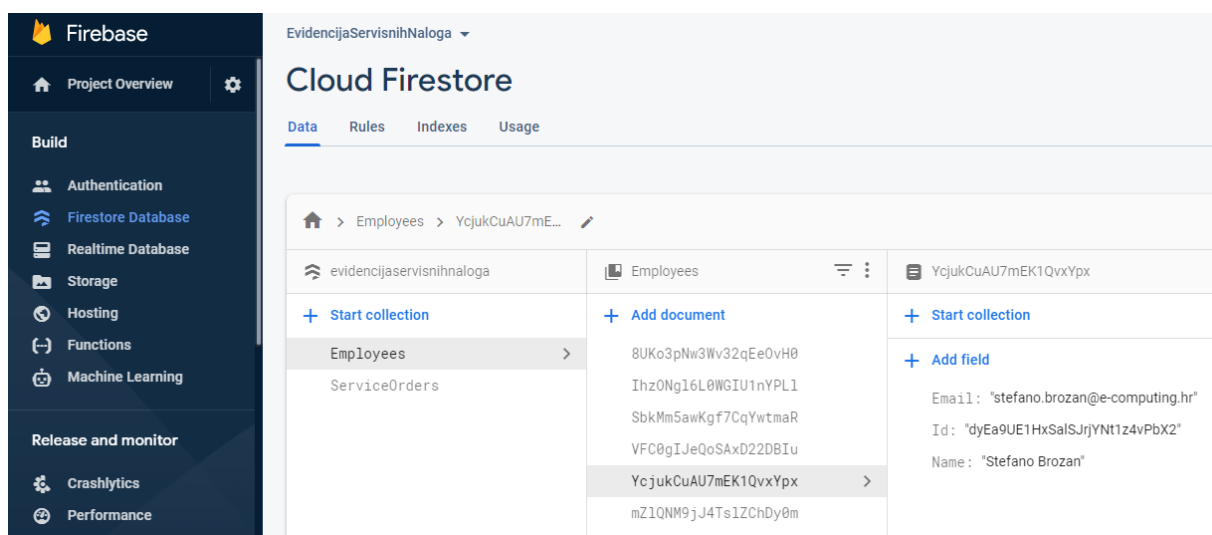 Firebase
Project Overview
Build
Authentication
Firestore Database
Realtime Database
Storage
Hosting
Functions
Machine Learning
Release and monitor
Crashlytics
Performance
EvidencijaServisnihNaloga
Cloud Firestore
Data Rules Indexes Usage
Employees > YcjukCuAU7mE...
evidencijaservisnihnaloga
+ Start collection
Employees
ServiceOrders
Employees
+ Add document
8UKo3pNw3Wv32qEeOvH0
IhzONgl6L0WGIU1nYPLl
SbkMm5awKgf7CqYwtmaR
VFC0gIJeQoSAxD22DBIu
YcjukCuAU7mEK1QvxYpx
mZlQNM9jJ4TslZChDy0m
YcjukCuAU7mEK1QvxYpx
+ Start collection
+ Add field
Email: "stefano.brozan@e-computing.hr"
Id: "dyEa9UE1HxSalSJrjYNt1z4vPbX2"
Name: "Stefano Brozan"